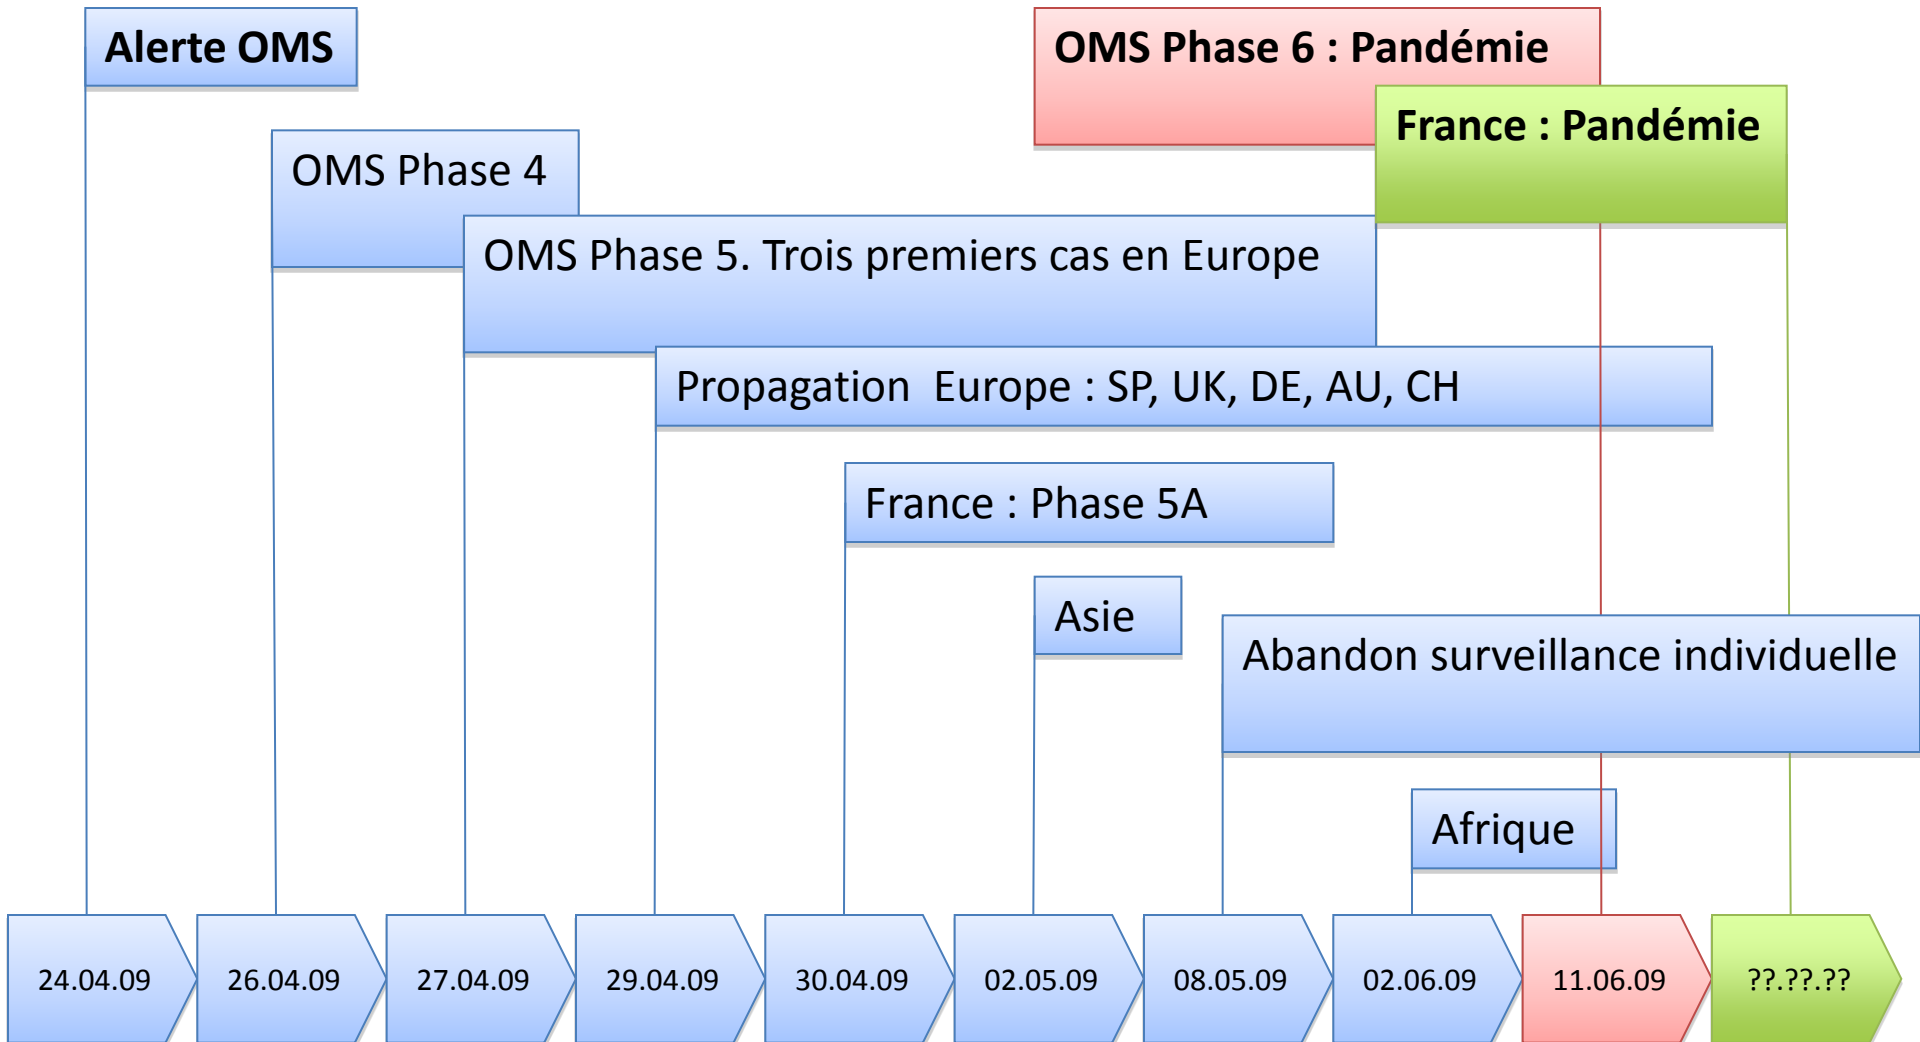 Alerte OMS
OMS Phase 6 : Pandémie
France : Pandémie
OMS Phase 4
OMS Phase 5. Trois premiers cas en Europe
Propagation  Europe : SP, UK, DE, AU, CH
France : Phase 5A
Asie
Abandon surveillance individuelle
Afrique
24.04.09
26.04.09
27.04.09
29.04.09
30.04.09
02.05.09
08.05.09
02.06.09
11.06.09
??.??.??